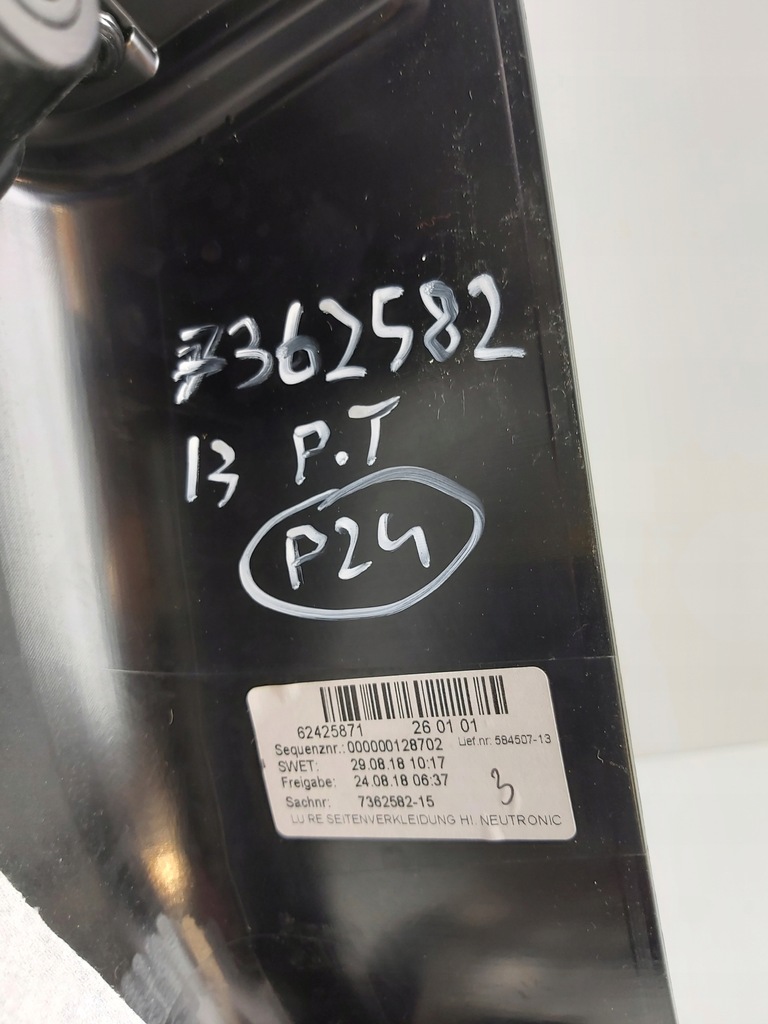 7362582
13 P.T
P24
62425871 26 01 01
Sequenznr.:000000128702 Lief.nr: 584507-13
SWET: 29.08.18 10:17
Freigabe: 24.08.18 06:37
Sachnr: 7362582-15
3
LU RE SEITENVERKLEIDUNG HI. NEUTRONIC